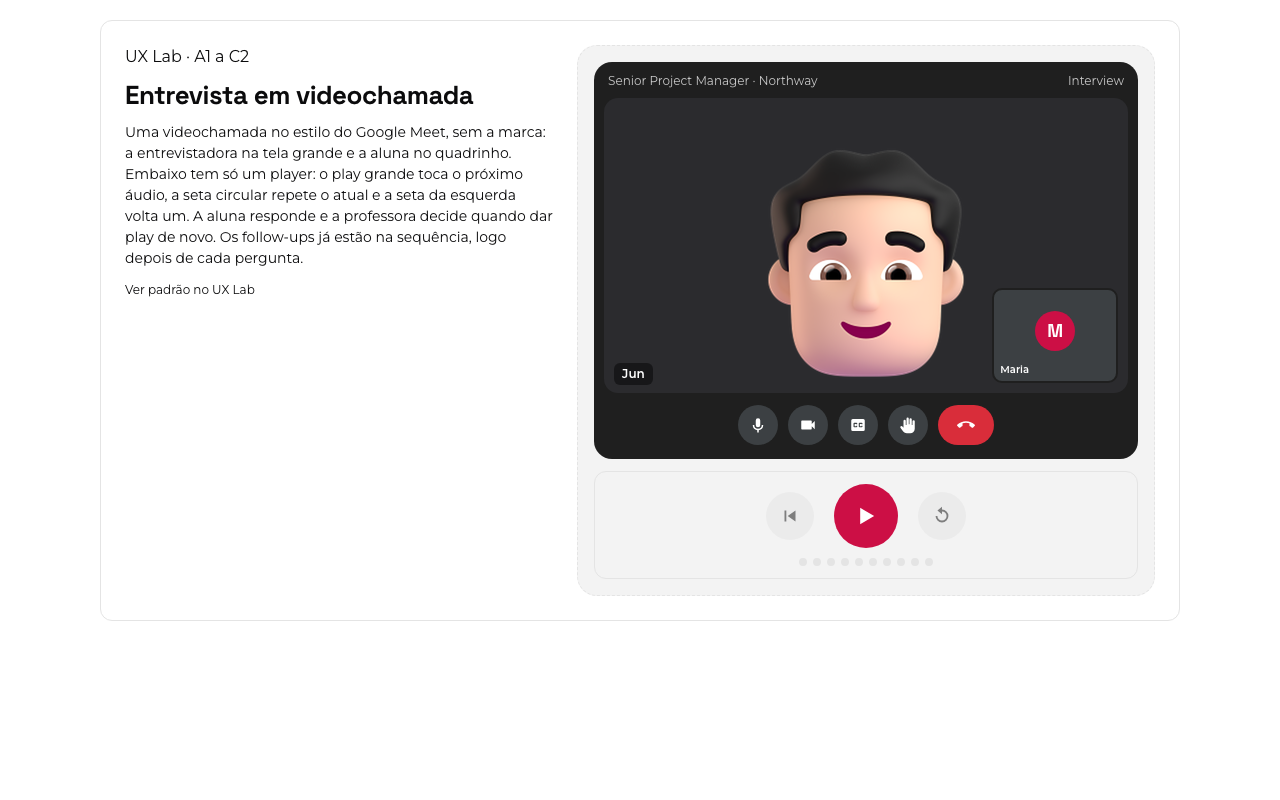 UX Lab · A1 a C2
Entrevista em videochamada
Uma videochamada no estilo do Google Meet, sem a marca:
a entrevistadora na tela grande e a aluna no quadrinho.
Embaixo tem só um player: o play grande toca o próximo
áudio, a seta circular repete o atual e a seta da esquerda
volta um. A aluna responde e a professora decide quando dar
play de novo. Os follow-ups já estão na sequência, logo
depois de cada pergunta.
Ver padrão no UX Lab
Senior Project Manager · Northway
Interview
Jun
M
Maria
CC